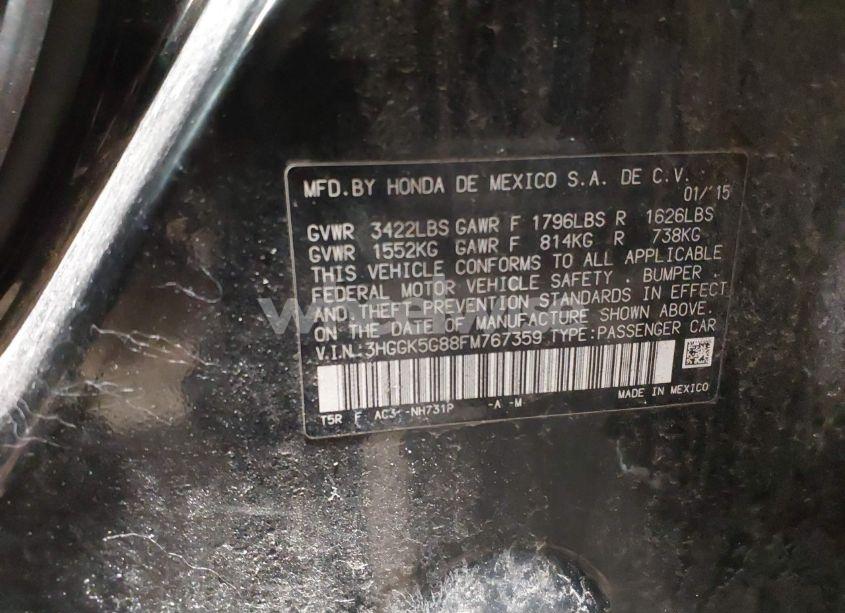 MFD.BY HONDA DE MEXICO S.A. DE C.V.
01/'15
GVWR 3422LBS GAWR F 1796LBS R 1626LBS
GVWR 1552KG GAWR F 814KG R 738KG
THIS VEHICLE CONFORMS TO ALL APPLICABLE
FEDERAL MOTOR VEHICLE SAFETY, BUMPER,
AND, THEFT PREVENTION STANDARDS IN EFFECT
ON THE DATE OF MANUFACTURE SHOWN ABOVE.
V.I.N.:3HGGK5G88FM767359 TYPE:PASSENGER CAR
MADE IN MEXICO
T5R F AC3- -NH731P -A -M